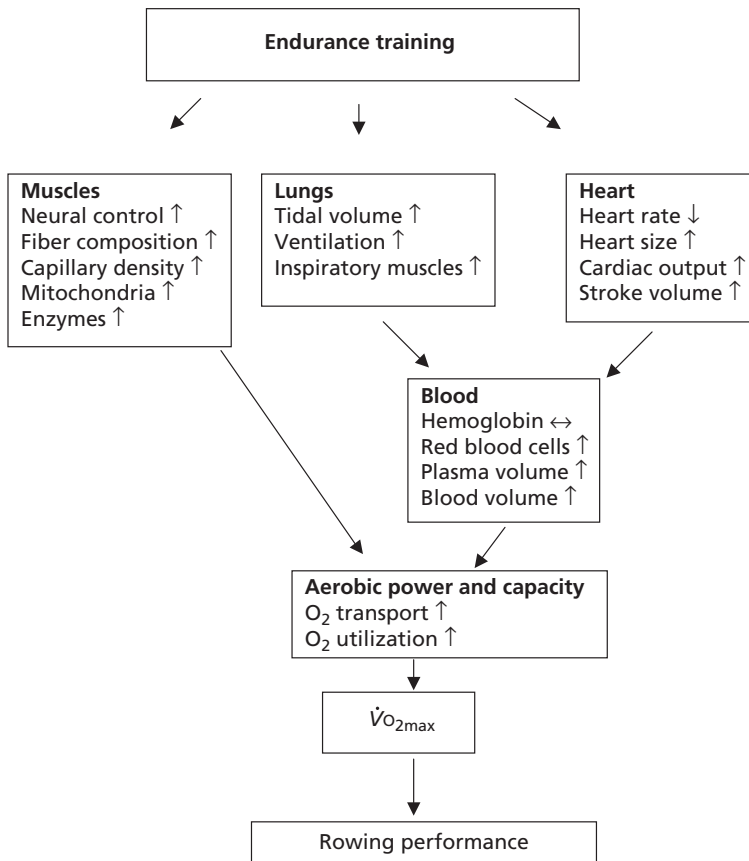 Endurance training
Muscles
Neural control ↑
Fiber composition ↑
Capillary density ↑
Mitochondria ↑
Enzymes ↑
Lungs
Tidal volume ↑
Ventilation ↑
Inspiratory muscles ↑
Heart
Heart rate ↓
Heart size ↑
Cardiac output ↑
Stroke volume ↑
Blood
Hemoglobin ↔
Red blood cells ↑
Plasma volume ↑
Blood volume ↑
Aerobic power and capacity
O₂ transport ↑
O₂ utilization ↑
V̇O₂max
Rowing performance